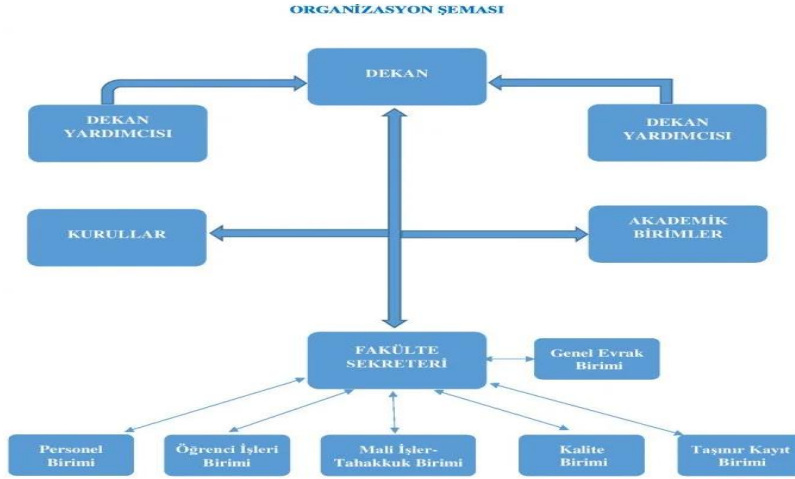 ORGANİZASYON ŞEMASI
DEKAN
DEKAN
YARDIMCISI
DEKAN
YARDIMCISI
KURULLAR
AKADEMİK
BİRİMLER
FAKÜLTE
SEKRETERİ
Genel Evrak
Birimi
Personel
Birimi
Öğrenci İşleri
Birimi
Mali İşler-
Tahakkuk Birimi
Kalite
Birimi
Taşınır Kayıt
Birimi